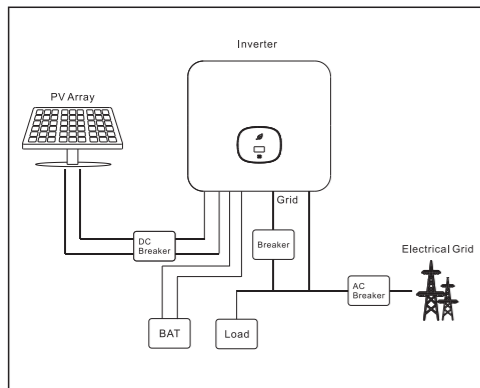 Inverter
PV Array
Grid
DC
Breaker
Breaker
Electrical Grid
AC
Breaker
BAT
Load